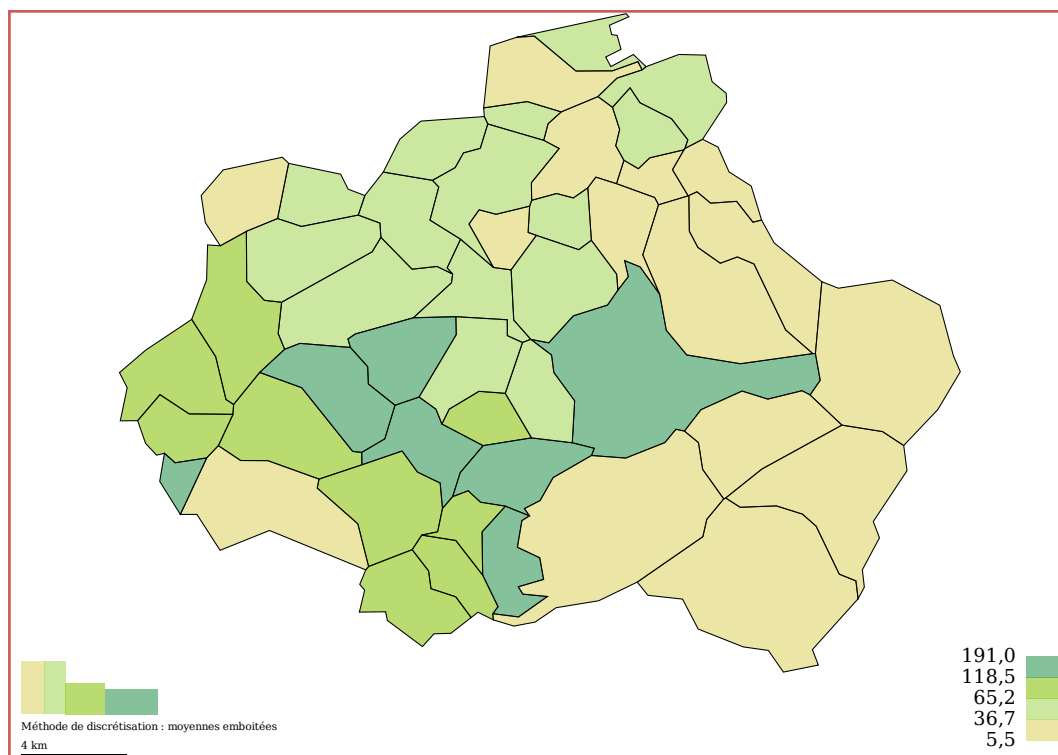 191,0
118,5
65,2
36,7
5,5
Méthode de discrétisation : moyennes emboitées
4 km